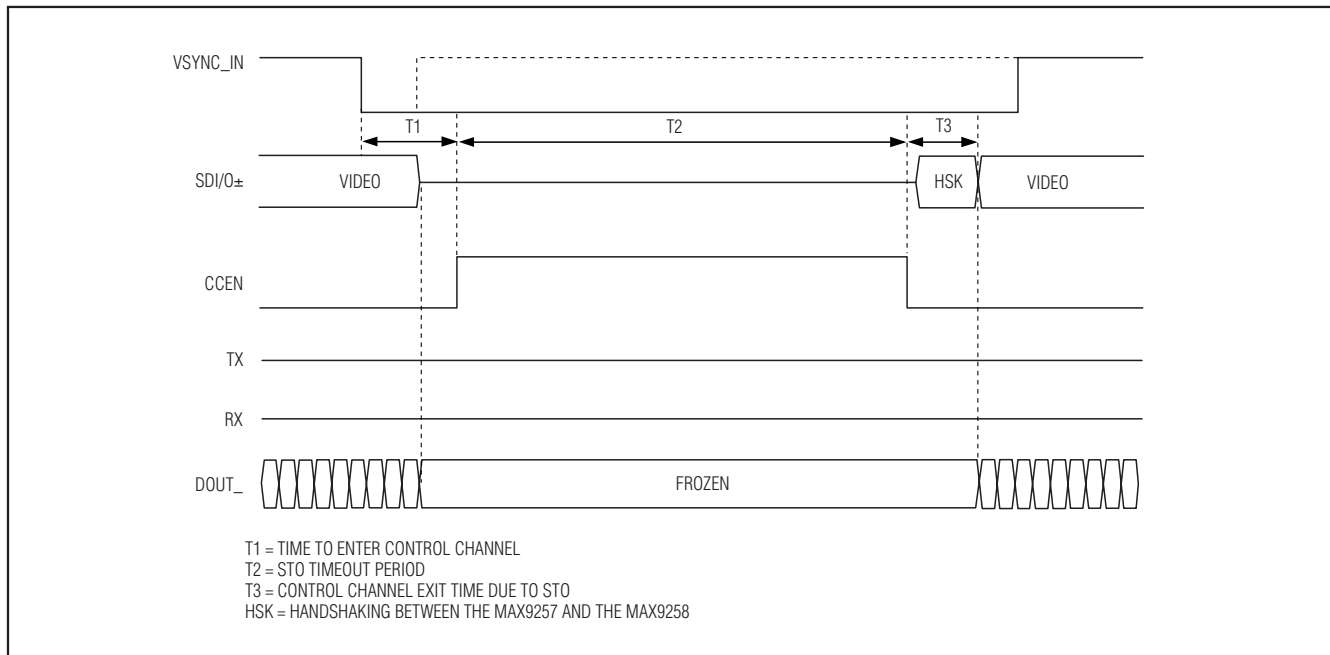 VSYNC_IN
T1 T2 T3
SDI/O± VIDEO HSK VIDEO
CCEN
TX
RX
DOUT_ FROZEN
T1 = TIME TO ENTER CONTROL CHANNEL
T2 = STO TIMEOUT PERIOD
T3 = CONTROL CHANNEL EXIT TIME DUE TO STO
HSK = HANDSHAKING BETWEEN THE MAX9257 AND THE MAX9258